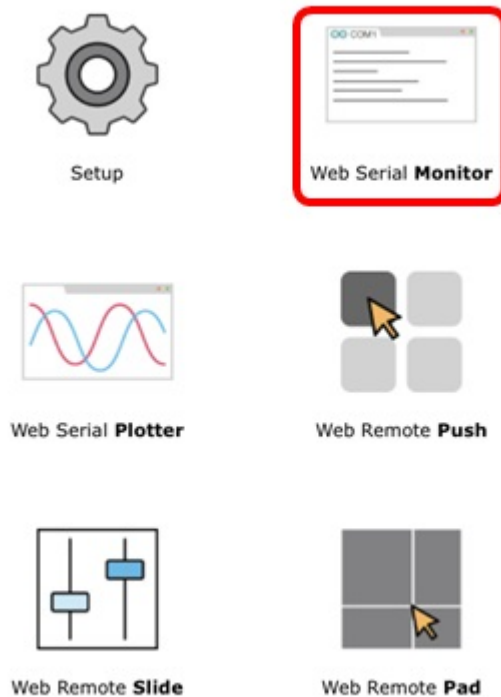 COM1
Setup
Web Serial Monitor
Web Serial Plotter
Web Remote Push
Web Remote Slide
Web Remote Pad